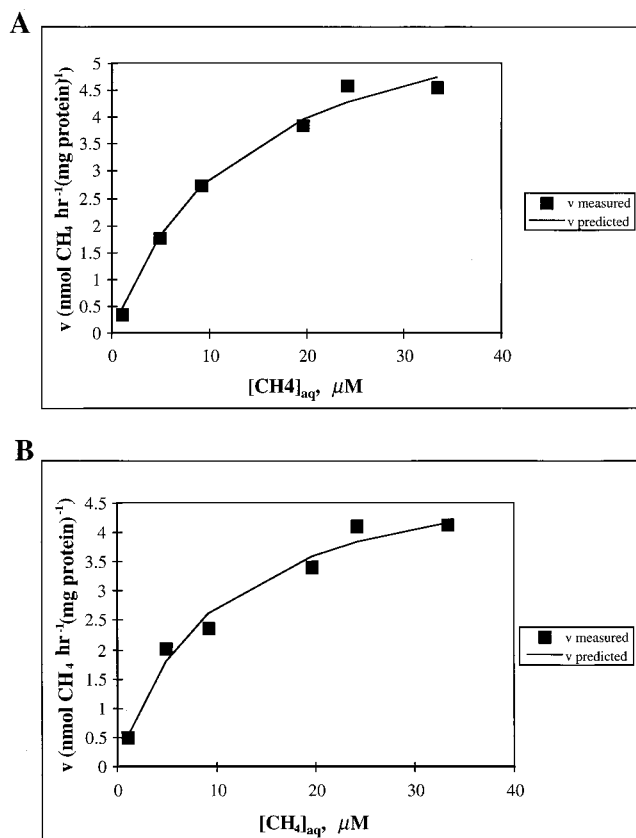 A
v (nmol CH₄ hr⁻¹(mg protein)⁻¹)
5
4.5
4
3.5
3
2.5
2
1.5
1
0.5
0
0 10 20 30 40
[CH4]aq, µM
v measured
v predicted
B
v (nmol CH₄ hr⁻¹(mg protein)⁻¹)
4.5
4
3.5
3
2.5
2
1.5
1
0.5
0
0 10 20 30 40
[CH₄]aq, µM
v measured
v predicted